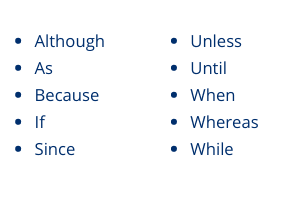 Although
As
Because
If
Since
Unless
Until
When
Whereas
While